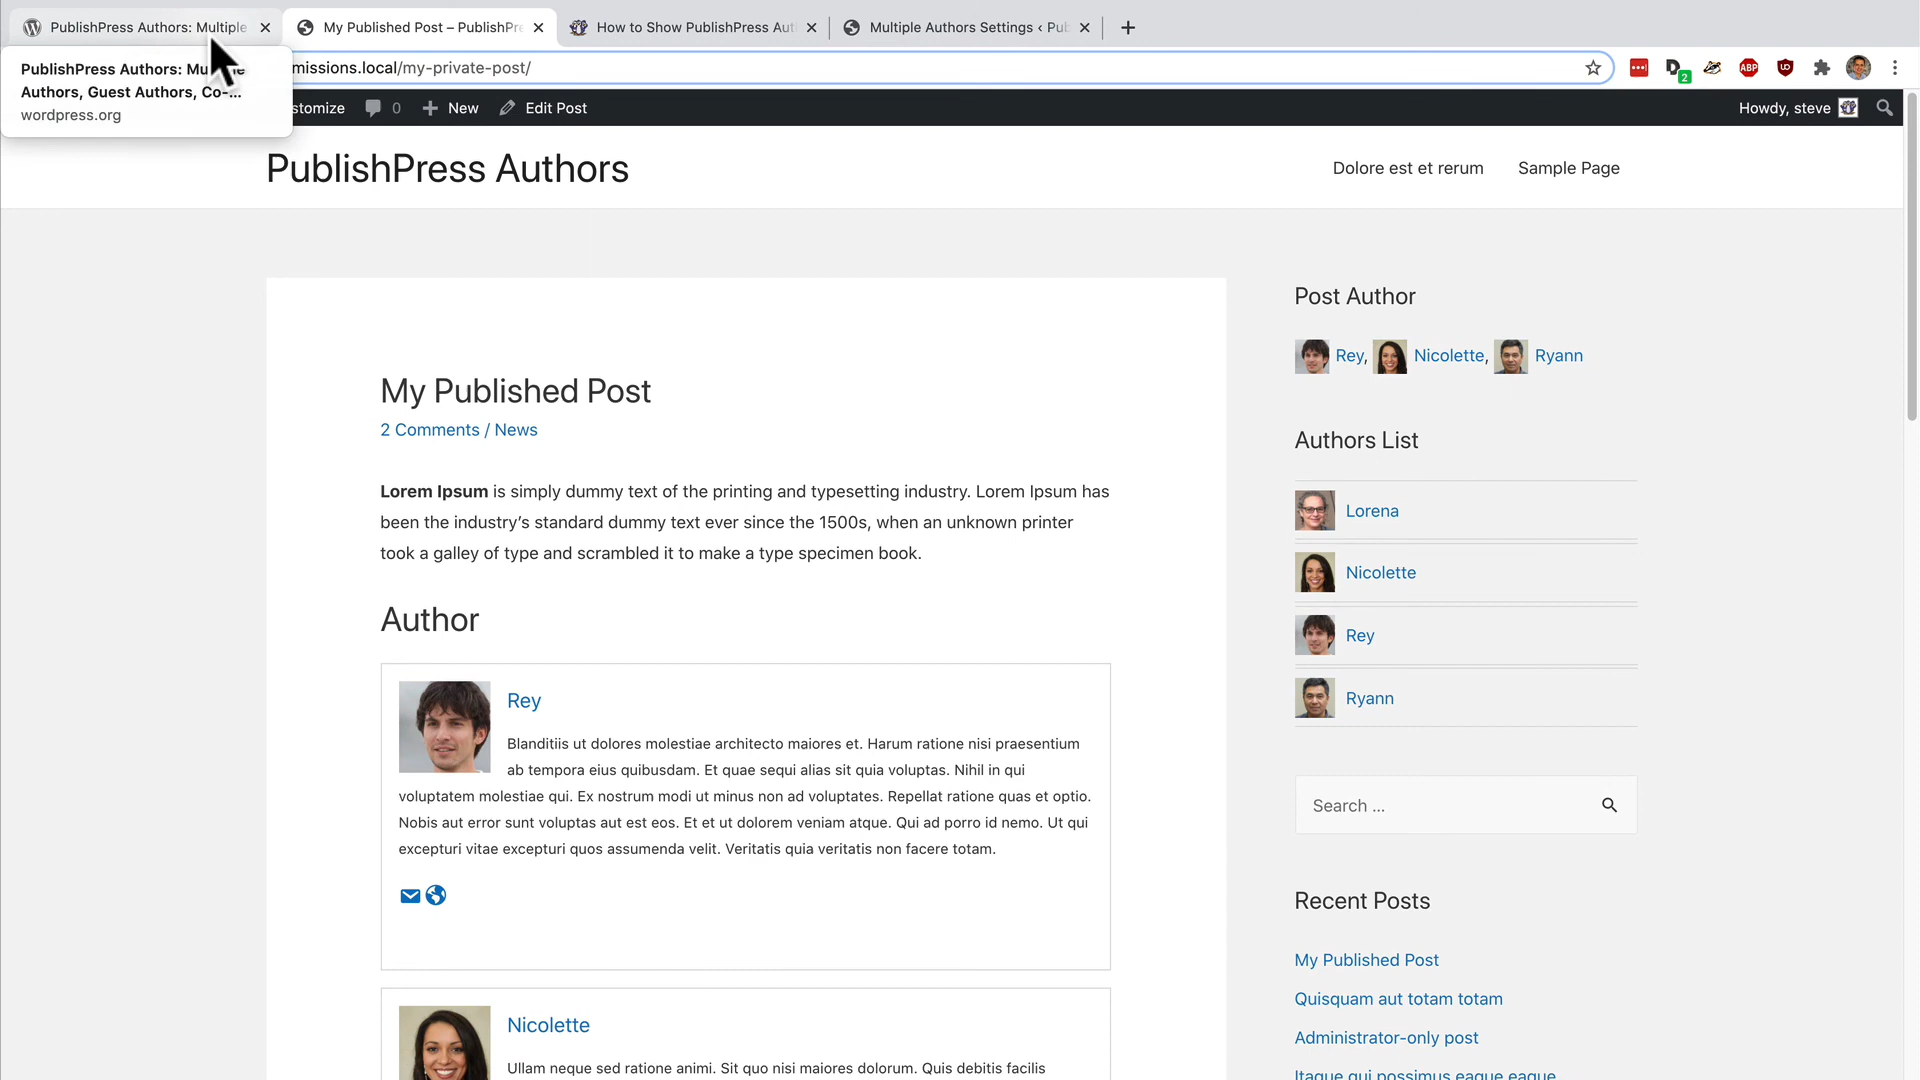 PublishPress Authors: Multiple
My Published Post – PublishPre
How to Show PublishPress Aut
Multiple Authors Settings ‹ Pub
PublishPress Authors: Mu e
Authors, Guest Authors, Co-...
wordpress.org
missions.local/my-private-post/
2
ABP
stomize
0
New
Edit Post
Howdy, steve
PublishPress Authors
Dolore est et rerum
Sample Page
My Published Post
2 Comments / News
Lorem Ipsum is simply dummy text of the printing and typesetting industry. Lorem Ipsum has
been the industry’s standard dummy text ever since the 1500s, when an unknown printer
took a galley of type and scrambled it to make a type specimen book.
Author
Rey
Blanditiis ut dolores molestiae architecto maiores et. Harum ratione nisi praesentium
ab tempora eius quibusdam. Et quae sequi alias sit quia voluptas. Nihil in qui
voluptatem molestiae qui. Ex nostrum modi ut minus non ad voluptates. Repellat ratione quas et optio.
Nobis aut error sunt voluptas aut est eos. Et et ut dolorem veniam atque. Qui ad porro id nemo. Ut qui
excepturi vitae excepturi quos assumenda velit. Veritatis quia veritatis non facere totam.
Nicolette
Ullam neque sed ratione animi. Sit quo nisi maiores dolorum. Quis debitis facilis
Post Author
Rey, Nicolette, Ryann
Authors List
Lorena
Nicolette
Rey
Ryann
Search ...
Recent Posts
My Published Post
Quisquam aut totam totam
Administrator-only post
Itaque qui possimus eaque eaque